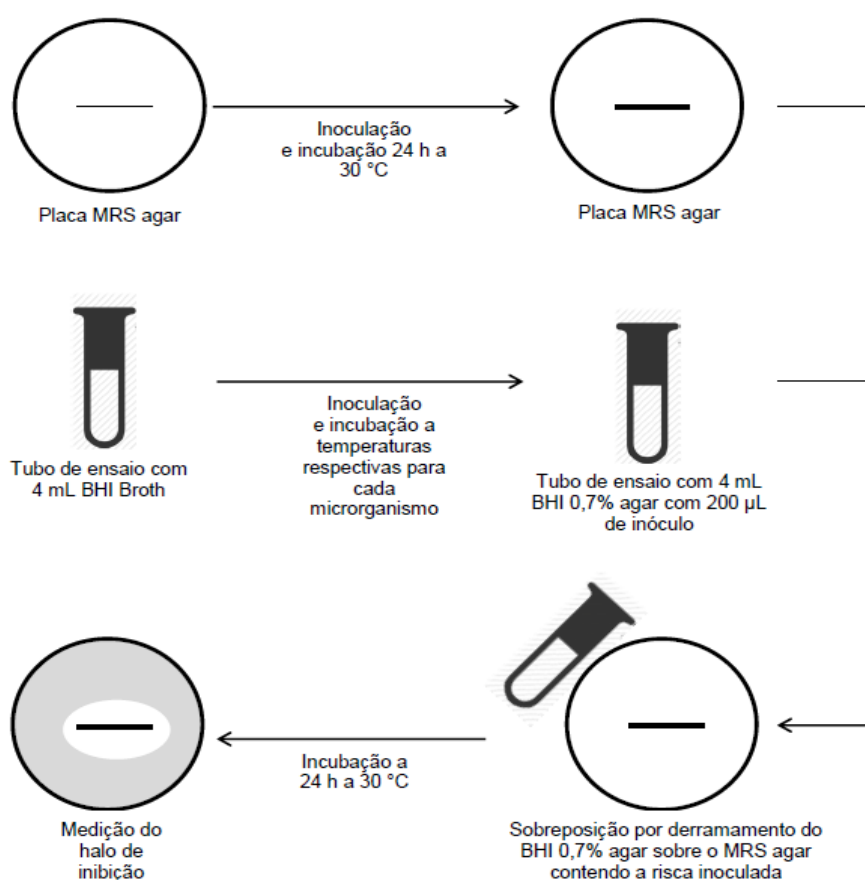 Inoculação
e incubação 24 h a
30 °C
Placa MRS agar
Placa MRS agar
Inoculação
e incubação a
temperaturas
respectivas para
cada
microrganismo
Tubo de ensaio com
4 mL BHI Broth
Tubo de ensaio com 4 mL
BHI 0,7% agar com 200 µL
de inóculo
Incubação a
24 h a 30 °C
Medição do
halo de
inibição
Sobreposição por derramamento do
BHI 0,7% agar sobre o MRS agar
contendo a risca inoculada